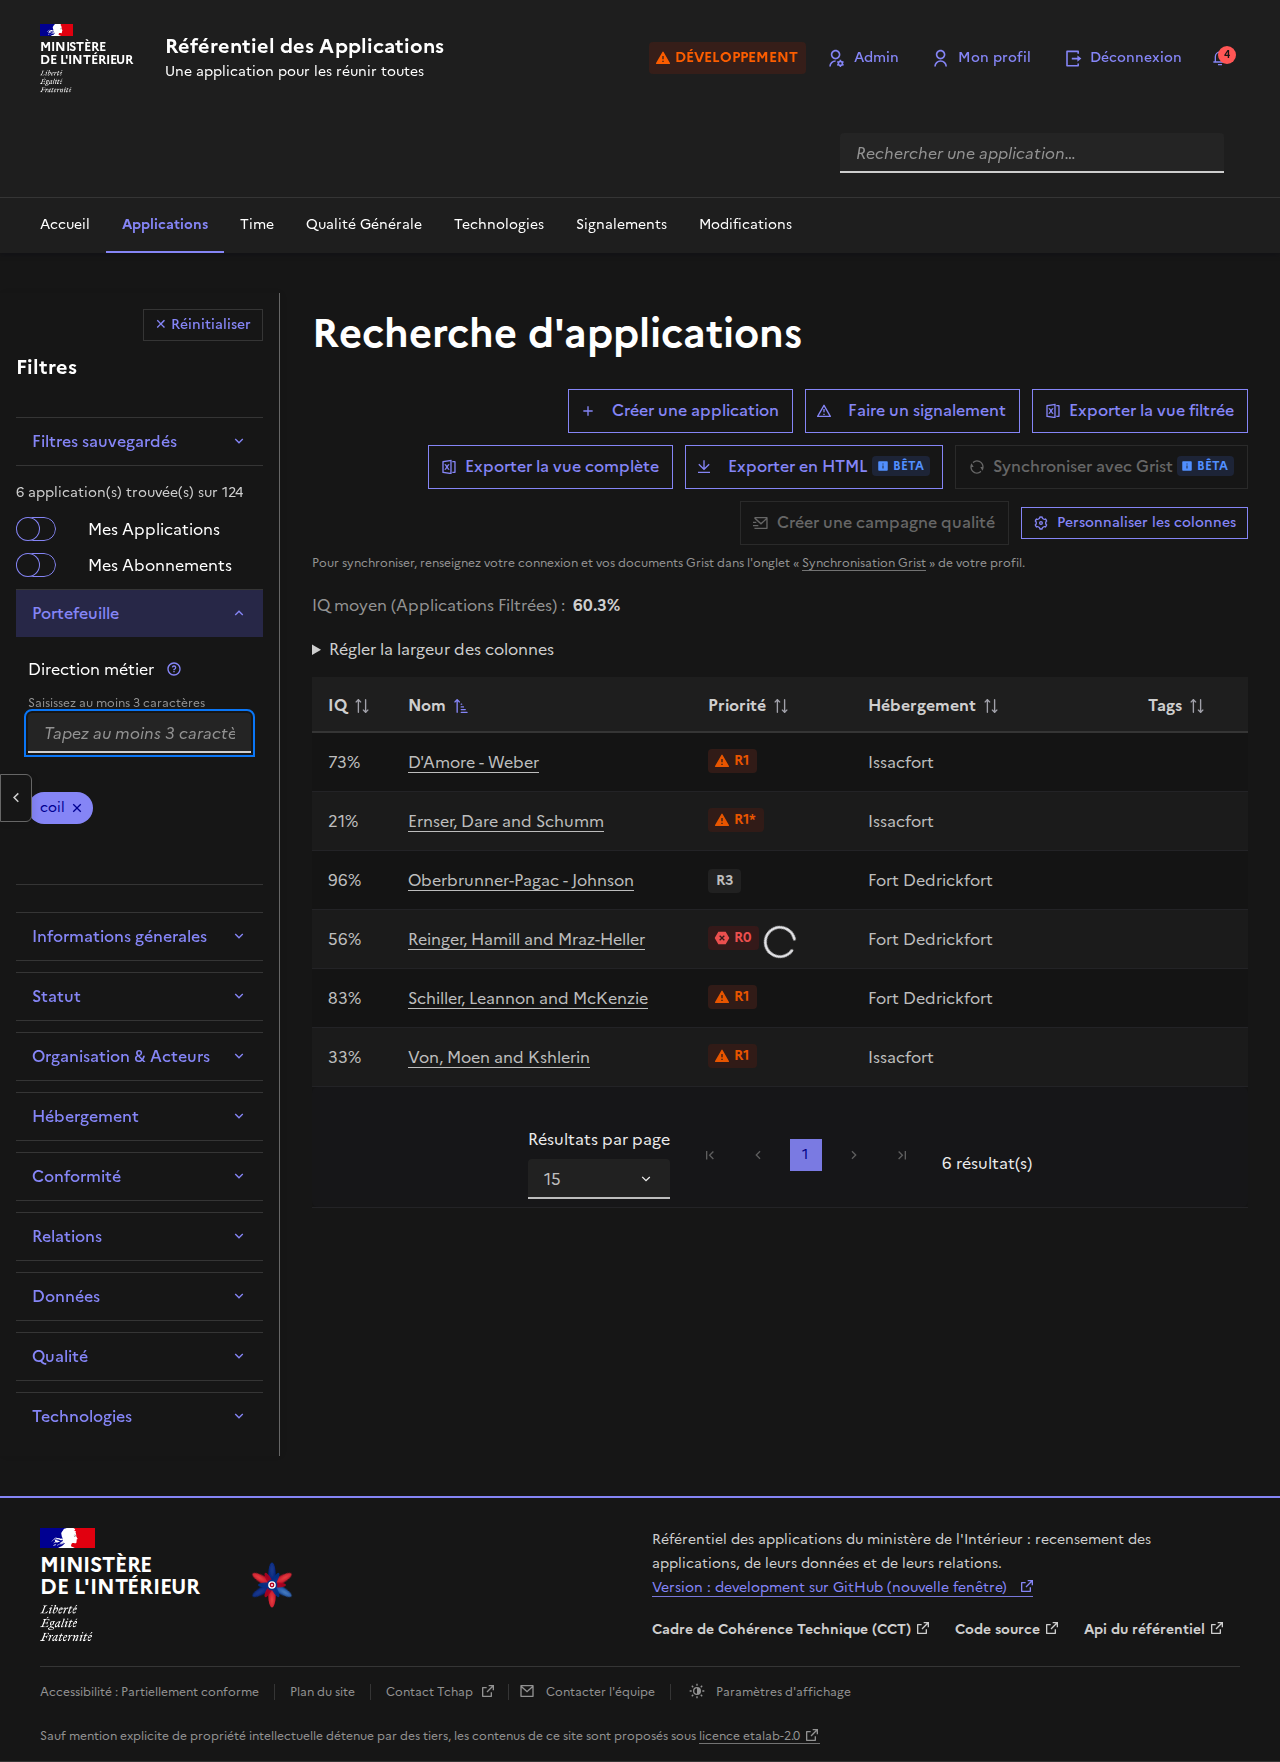 MINISTÈRE
DE L'INTÉRIEUR
Liberté
Égalité
Fraternité
Référentiel des Applications
Une application pour les réunir toutes
DÉVELOPPEMENT
Admin
Mon profil
Déconnexion
4
Rechercher une application...
Accueil
Applications
Time
Qualité Générale
Technologies
Signalements
Modifications
Réinitialiser
Filtres
Filtres sauvegardés
6 application(s) trouvée(s) sur 124
Mes Applications
Mes Abonnements
Portefeuille
Direction métier
Saisissez au moins 3 caractères
Tapez au moins 3 caractè
coil
Informations génerales
Statut
Organisation & Acteurs
Hébergement
Conformité
Relations
Données
Qualité
Technologies
Recherche d'applications
Créer une application
Faire un signalement
Exporter la vue filtrée
Exporter la vue complète
Exporter en HTML BÊTA
Synchroniser avec Grist BÊTA
Créer une campagne qualité
Personnaliser les colonnes
Pour synchroniser, renseignez votre connexion et vos documents Grist dans l'onglet « Synchronisation Grist » de votre profil.
IQ moyen (Applications Filtrées) : 60.3%
Régler la largeur des colonnes
IQ Nom Priorité Hébergement Tags
73% D'Amore - Weber R1 Issacfort
21% Ernser, Dare and Schumm R1* Issacfort
96% Oberbrunner-Pagac - Johnson R3 Fort Dedrickfort
56% Reinger, Hamill and Mraz-Heller R0 Fort Dedrickfort
83% Schiller, Leannon and McKenzie R1 Fort Dedrickfort
33% Von, Moen and Kshlerin R1 Issacfort
Résultats par page
15
1
6 résultat(s)
MINISTÈRE
DE L'INTÉRIEUR
Liberté
Égalité
Fraternité
Référentiel des applications du ministère de l'Intérieur : recensement des
applications, de leurs données et de leurs relations.
Version : development sur GitHub (nouvelle fenêtre)
Cadre de Cohérence Technique (CCT)
Code source
Api du référentiel
Accessibilité : Partiellement conforme
Plan du site
Contact Tchap
Contacter l'équipe
Paramètres d'affichage
Sauf mention explicite de propriété intellectuelle détenue par des tiers, les contenus de ce site sont proposés sous licence etalab-2.0